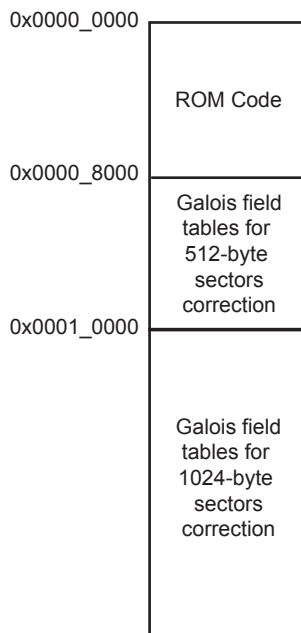 0x0000_0000
ROM Code
0x0000_8000
Galois field
tables for
512-byte
sectors
correction
0x0001_0000
Galois field
tables for
1024-byte
sectors
correction